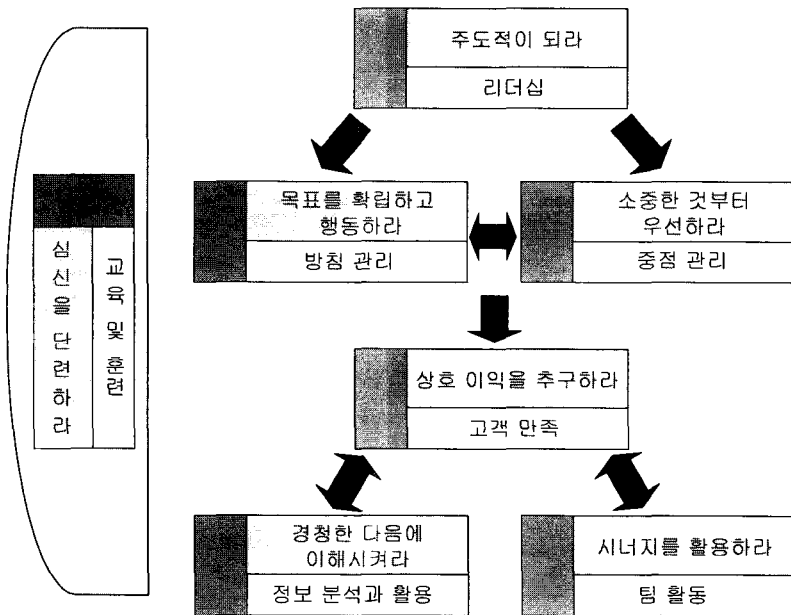 주도적이 되라
리더십
목표를 확립하고
행동하라
방침 관리
소중한 것부터
우선하라
중점 관리
상호 이익을 추구하라
고객 만족
경청한 다음에
이해시켜라
정보 분석과 활용
시너지를 활용하라
팀 활동
심신을 단련하라
교육 및 훈련